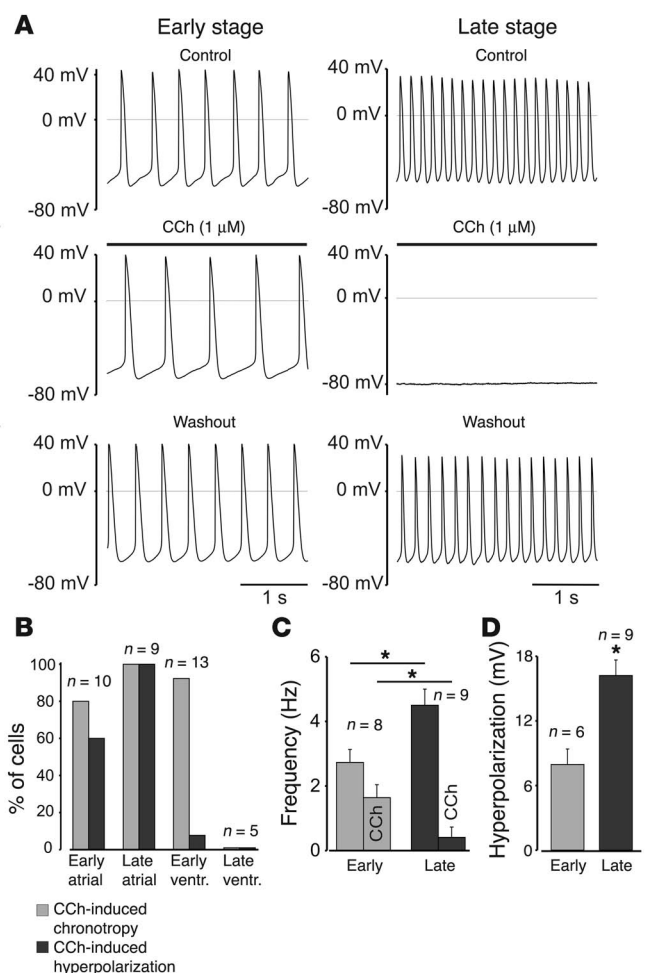 A
Early stage
Late stage
Control
Control
40 mV
0 mV
-80 mV
40 mV
0 mV
-80 mV
CCh (1 µM)
CCh (1 µM)
40 mV
0 mV
-80 mV
40 mV
0 mV
-80 mV
Washout
Washout
40 mV
0 mV
-80 mV
1 s
40 mV
0 mV
-80 mV
1 s
B
% of cells
100
80
60
40
20
0
n = 10
n = 9
n = 13
n = 5
Early atrial
Late atrial
Early ventr.
Late ventr.
CCh-induced
chronotropy
CCh-induced
hyperpolarization
C
Frequency (Hz)
6
4
2
0
*
*
n = 8
n = 9
CCh
CCh
Early
Late
D
Hyperpolarization (mV)
18
12
6
0
n = 6
n = 9
*
Early
Late